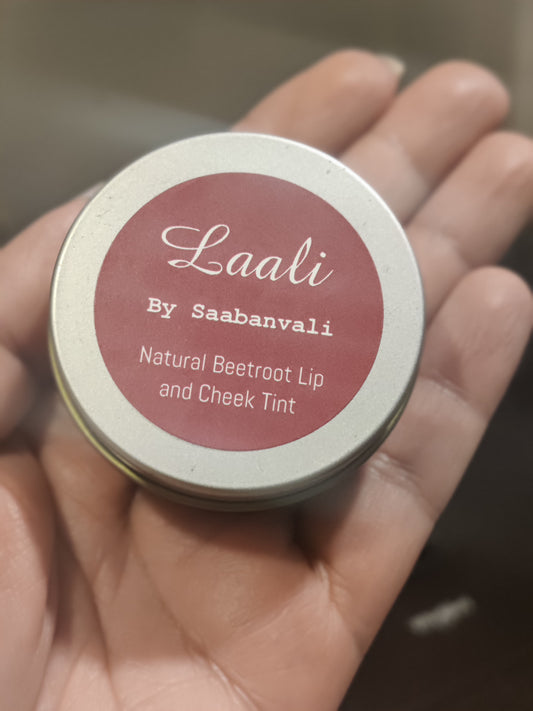 Laali
By Saabanvali
Natural Beetroot Lip
and Cheek Tint